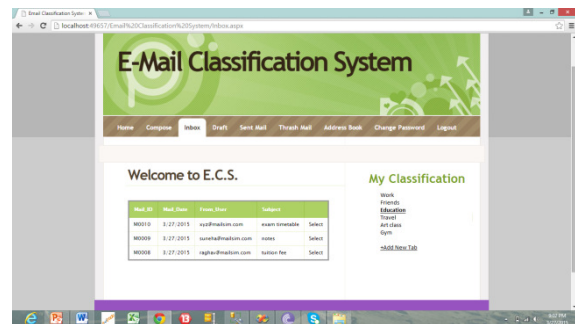 Email Classification Syste
localhost:49657/Email%20Classification%20System/Inbox.aspx
E-Mail Classification System
Home Compose Inbox Draft Sent Mail Thrash Mail Address Book Change Password Logout
Welcome to E.C.S.
My Classification
Work
Friends
Education
Travel
Art class
Gym
+Add New Tab
Mail_ID Mail_Date From_User Subject
M0010 3/27/2015 xyz@mailsim.com exam timetable Select
M0009 3/27/2015 sureha@mailsim.com notes Select
M0008 3/27/2015 raghav@mailsim.com tuition fee Select